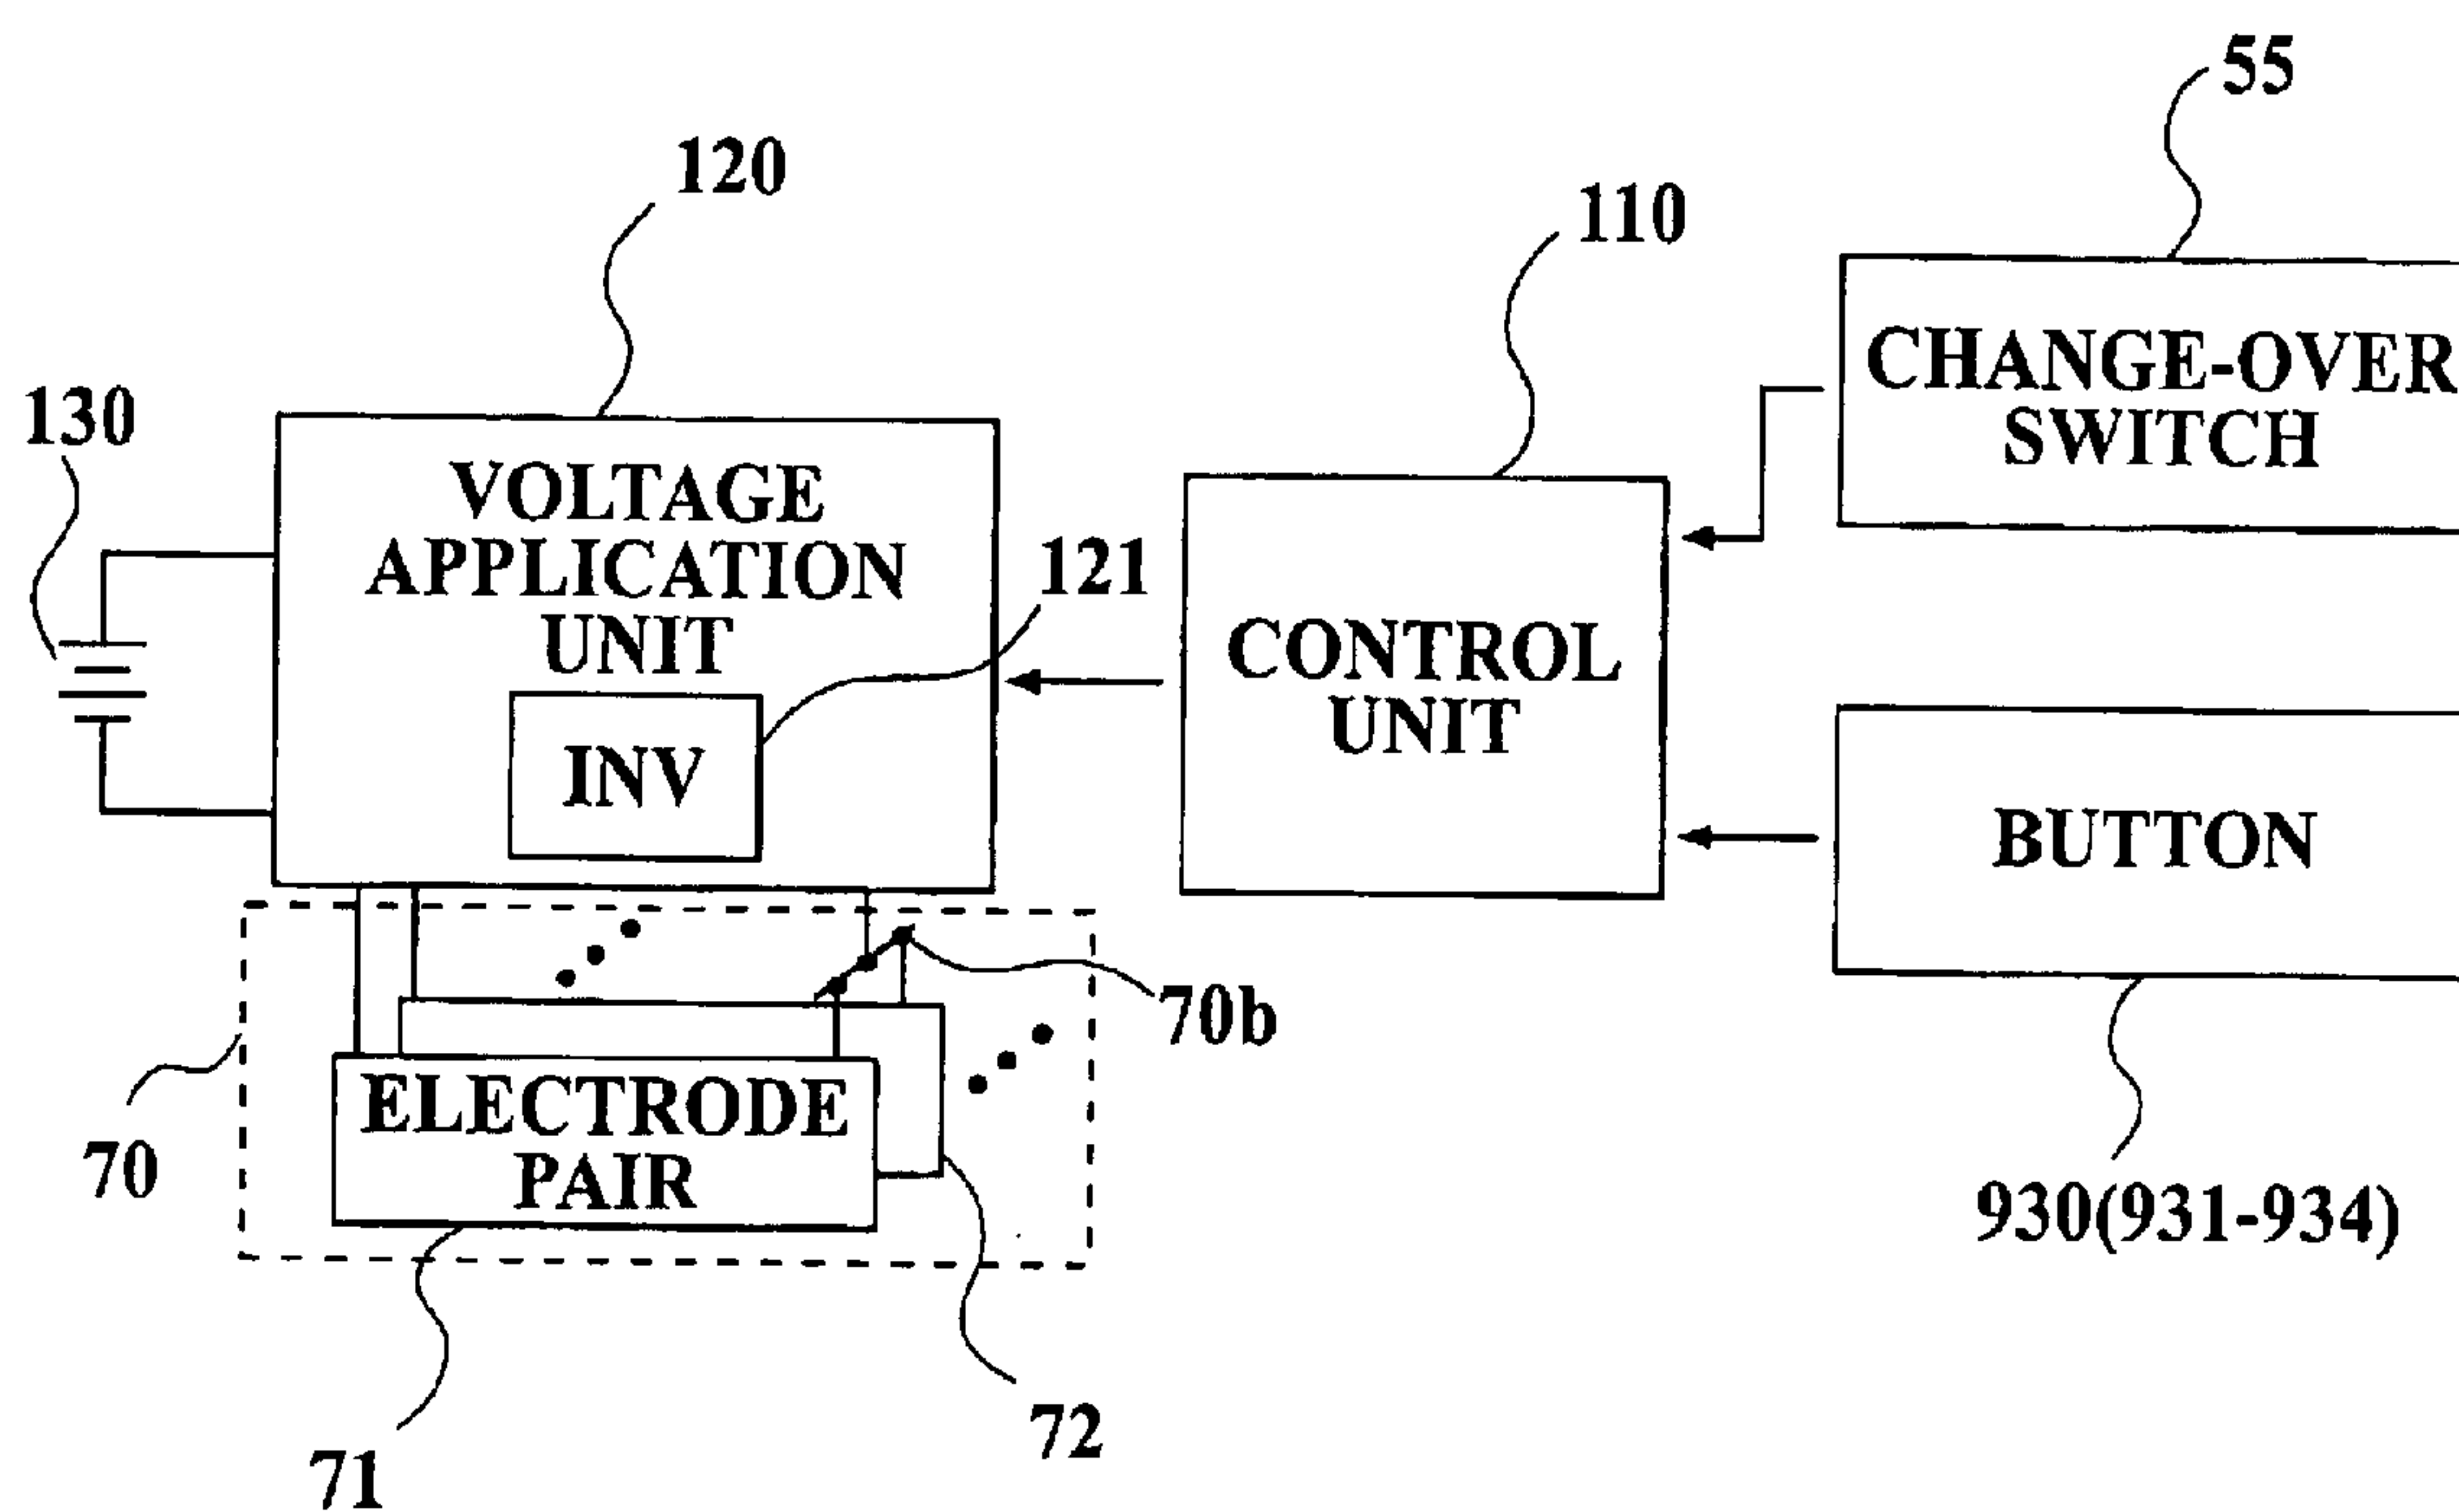 55
120
110
130
CHANGE-OVER
SWITCH
VOLTAGE
APPLICATION
UNIT
121
CONTROL
UNIT
INV
BUTTON
70b
ELECTRODE
PAIR
70
930(931-934)
72
71